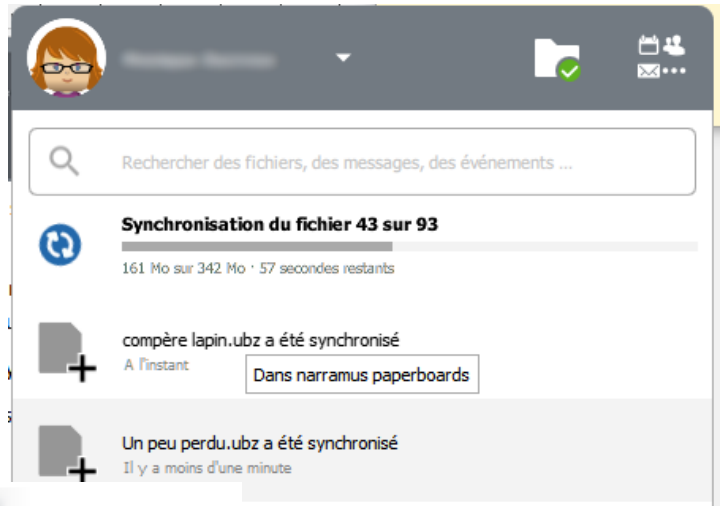 Rechercher des fichiers, des messages, des événements ...
Synchronisation du fichier 43 sur 93
161 Mo sur 342 Mo · 57 secondes restants
compère lapin.ubz a été synchronisé
A l'instant
Dans narramus paperboards
Un peu perdu.ubz a été synchronisé
Il y a moins d'une minute